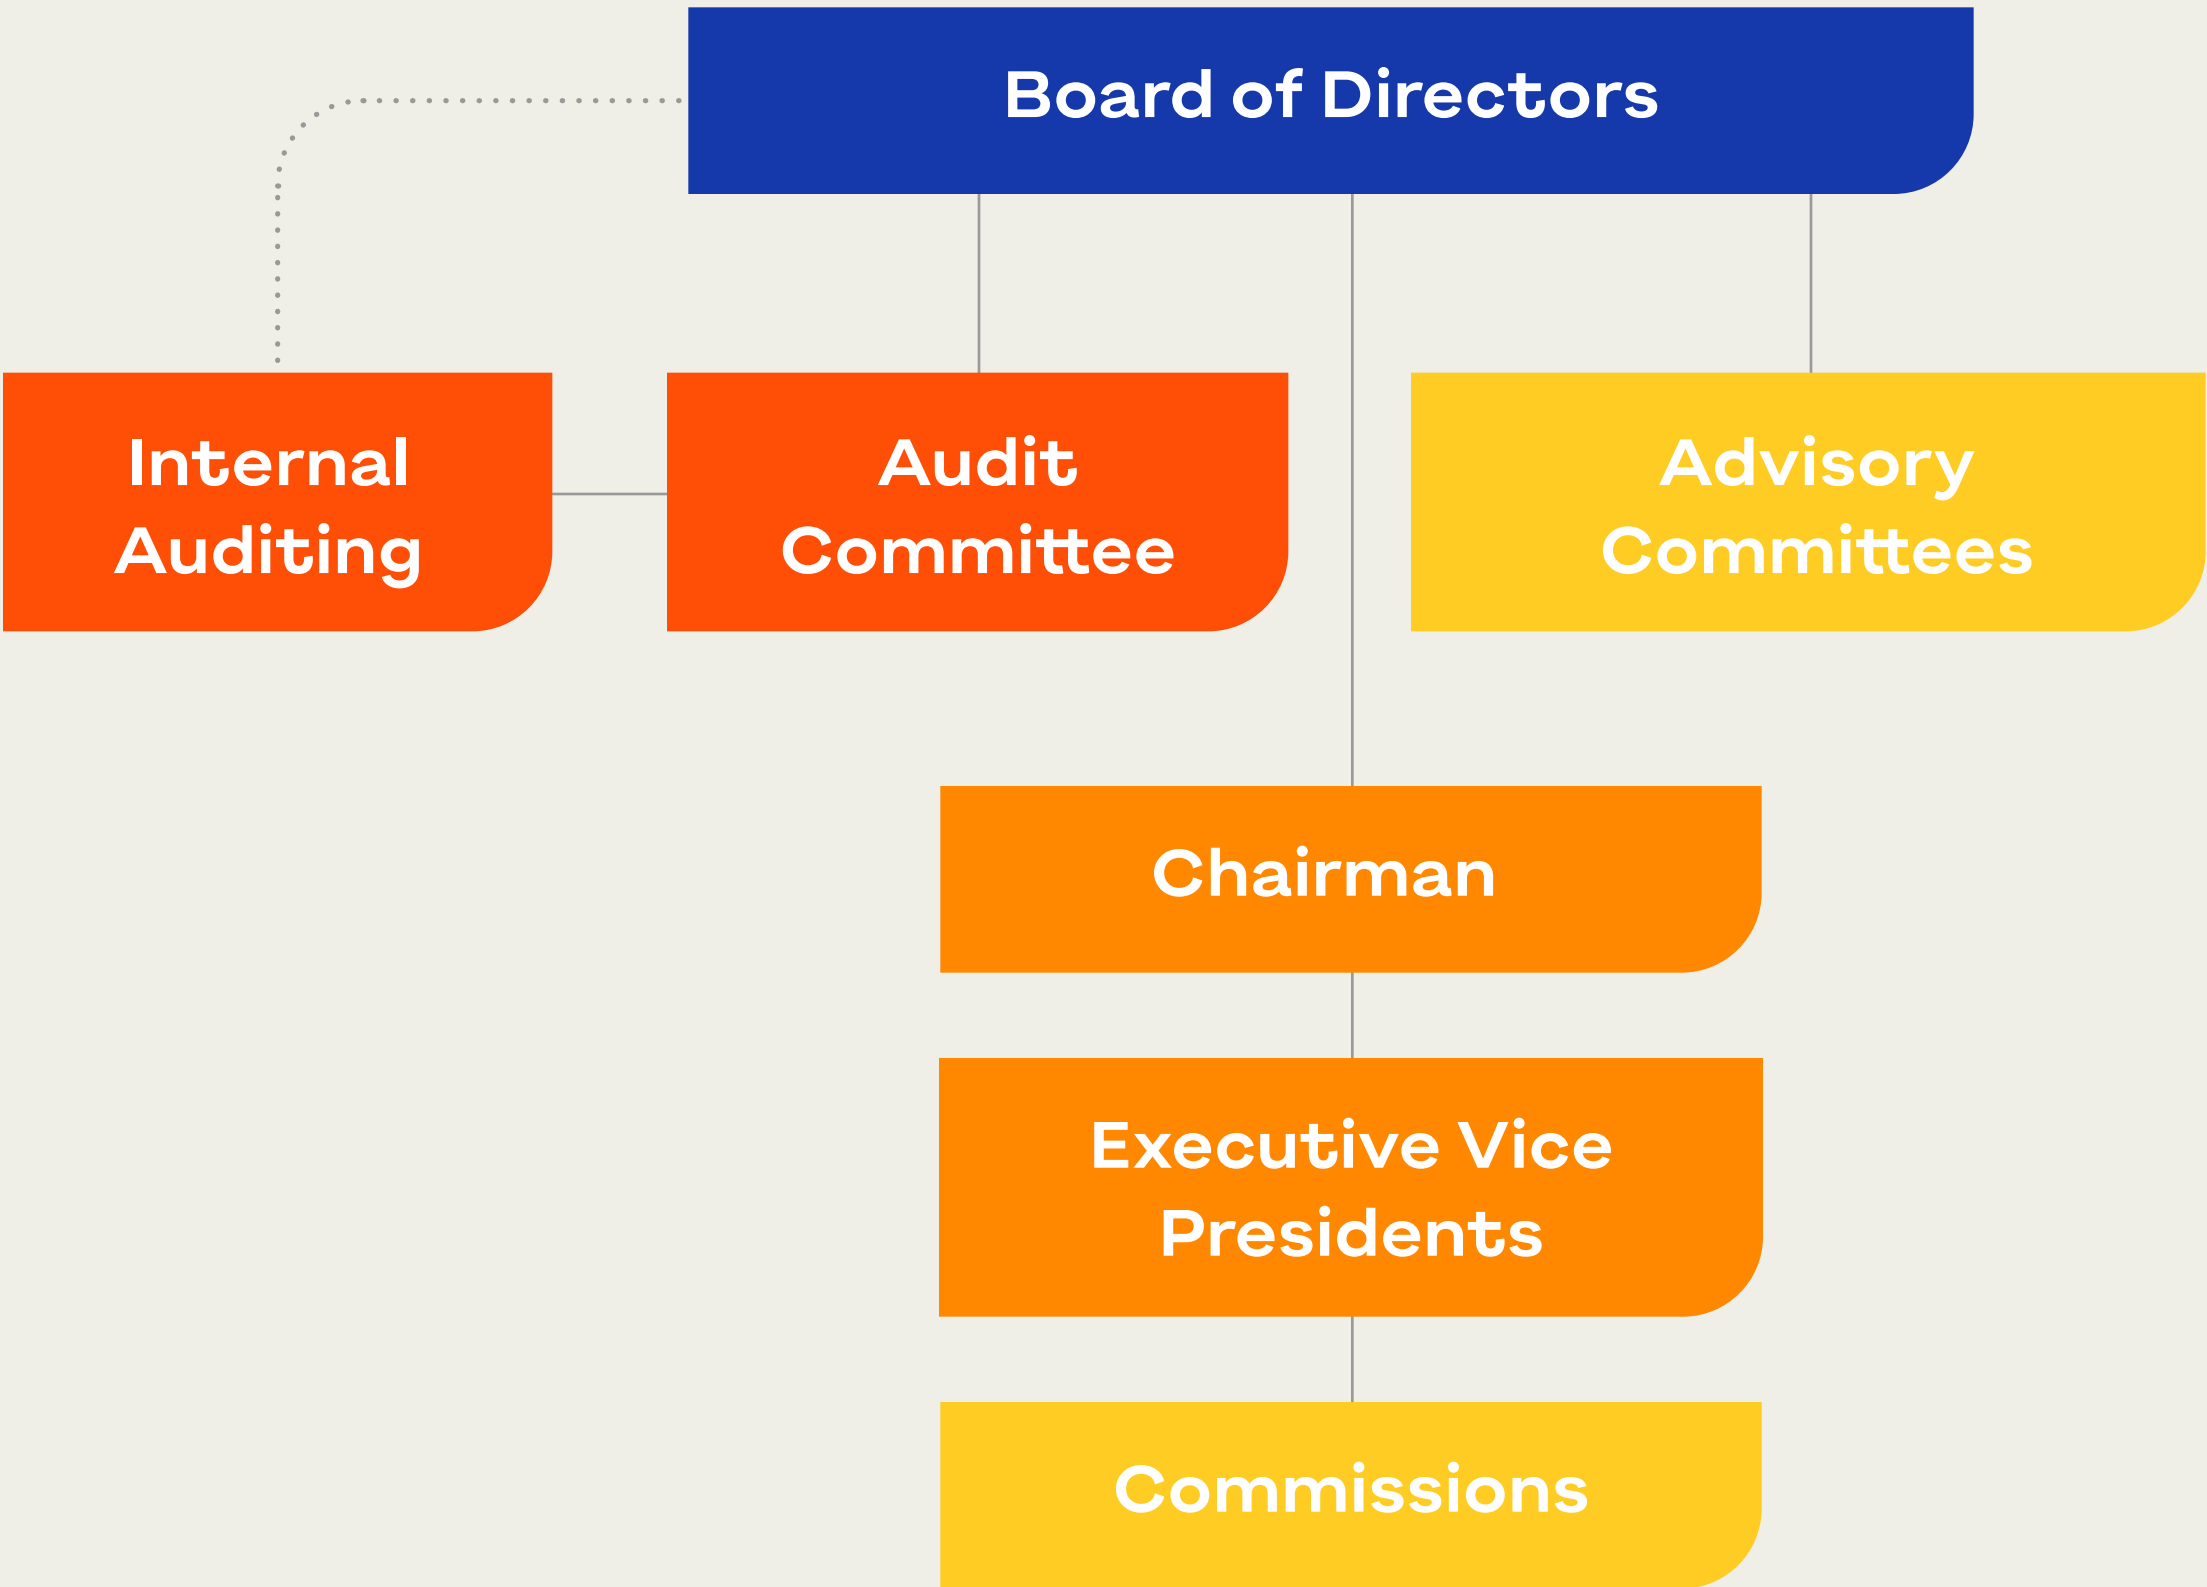 Board of Directors
Internal
Auditing
Audit
Committee
Advisory
Committees
Chairman
Executive Vice
Presidents
Commissions